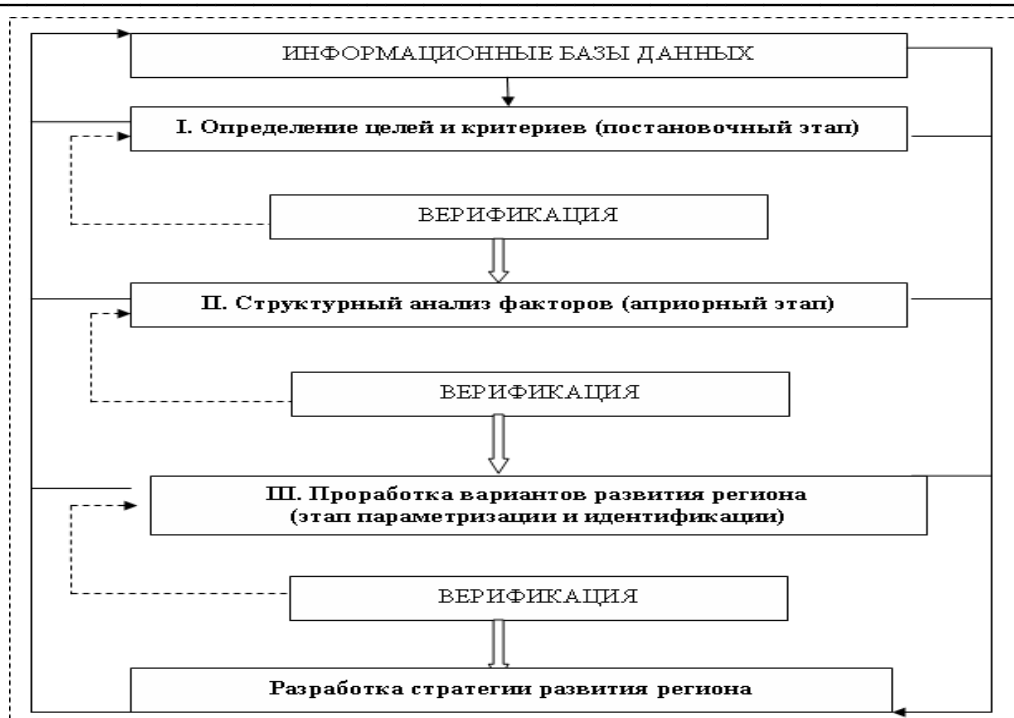 ИНФОРМАЦИОННЫЕ БАЗЫ ДАННЫХ
I. Определение целей и критериев (постановочный этап)
ВЕРИФИКАЦИЯ
II. Структурный анализ факторов (априорный этап)
ВЕРИФИКАЦИЯ
III. Проработка вариантов развития региона
(этап параметризации и идентификации)
ВЕРИФИКАЦИЯ
Разработка стратегии развития региона